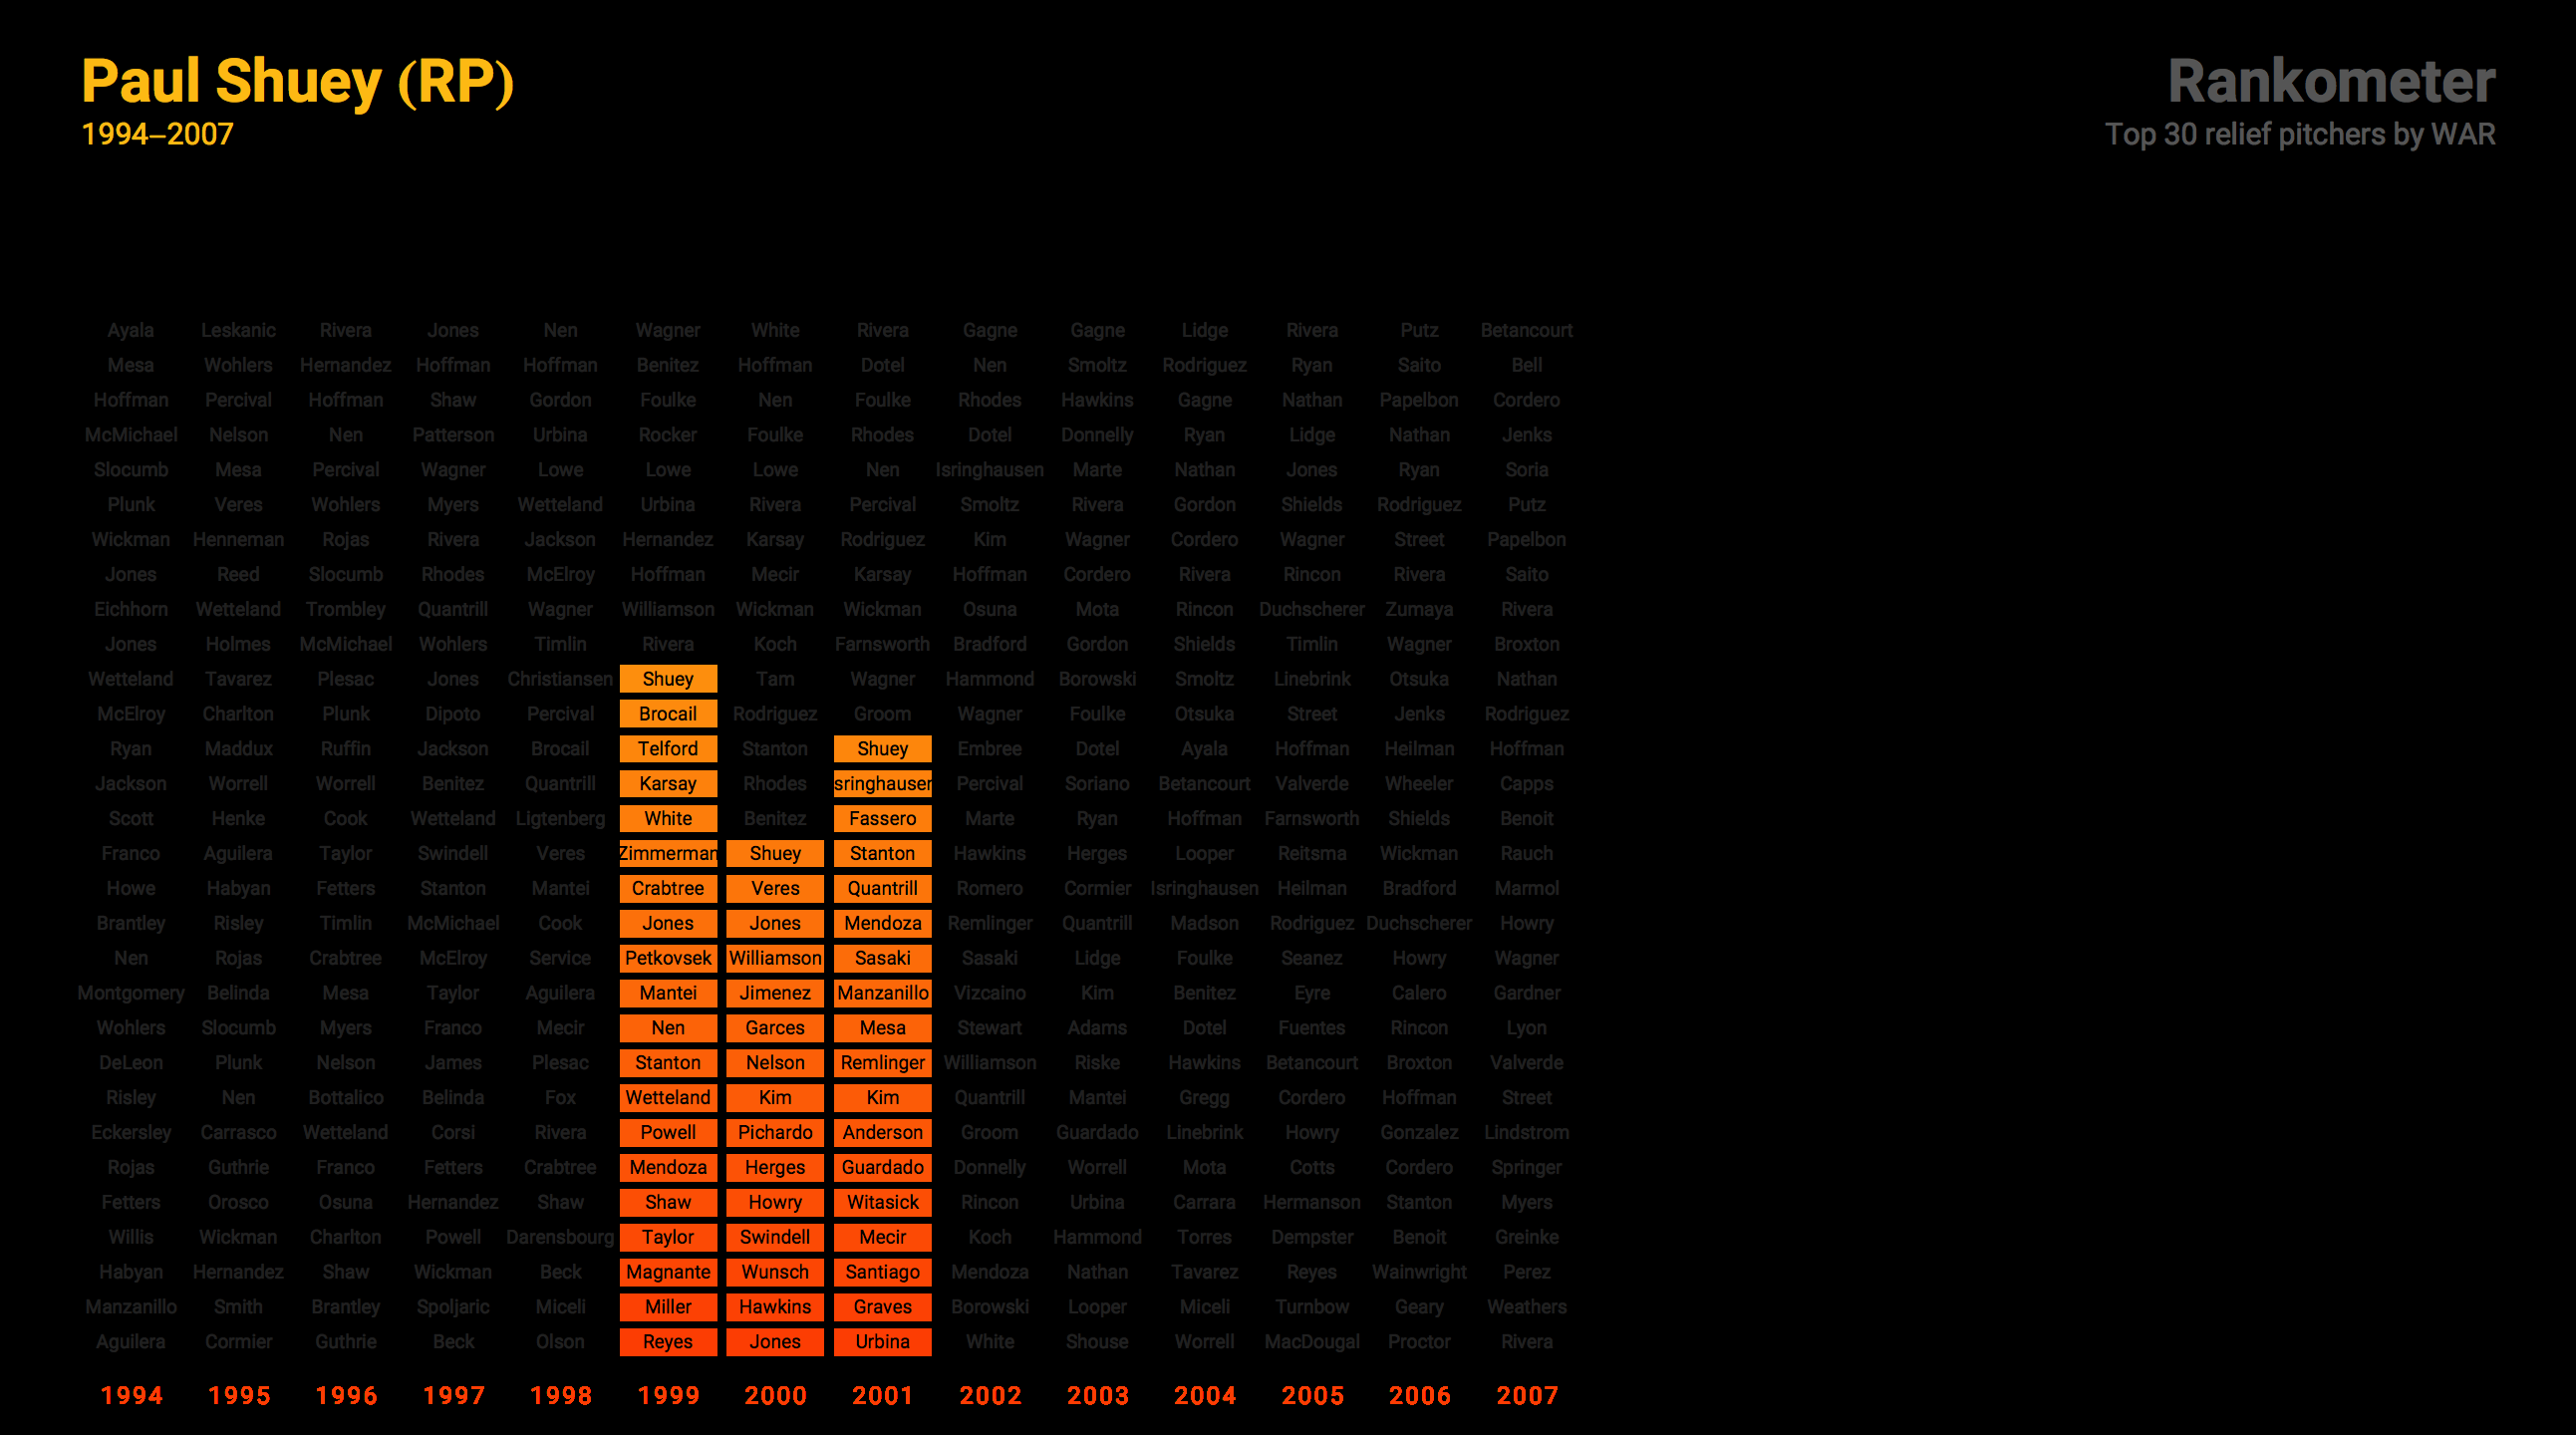 Paul Shuey (RP)
1994–2007
Rankometer
Top 30 relief pitchers by WAR
Ayala Leskanic Rivera Jones Nen Wagner White Rivera Gagne Gagne Lidge Rivera Putz Betancourt
Mesa Wohlers Hernandez Hoffman Hoffman Benitez Hoffman Dotel Nen Smoltz Rodriguez Ryan Saito Bell
Hoffman Percival Hoffman Shaw Gordon Foulke Nen Foulke Rhodes Hawkins Gagne Nathan Papelbon Cordero
McMichael Nelson Nen Patterson Urbina Rocker Foulke Rhodes Dotel Donnelly Ryan Lidge Nathan Jenks
Slocumb Mesa Percival Wagner Lowe Lowe Lowe Nen Isringhausen Marte Nathan Jones Ryan Soria
Plunk Veres Wohlers Myers Wetteland Urbina Rivera Percival Smoltz Rivera Gordon Shields Rodriguez Putz
Wickman Henneman Rojas Rivera Jackson Hernandez Karsay Rodriguez Kim Wagner Cordero Wagner Street Papelbon
Jones Reed Slocumb Rhodes McElroy Hoffman Mecir Karsay Hoffman Cordero Rivera Rincon Rivera Saito
Eichhorn Wetteland Trombley Quantrill Wagner Williamson Wickman Wickman Osuna Mota Rincon Duchscherer Zumaya Rivera
Jones Holmes McMichael Wohlers Timlin Rivera Koch Farnsworth Bradford Gordon Shields Timlin Wagner Broxton
Wetteland Tavarez Plesac Jones Christiansen Shuey Tam Wagner Hammond Borowski Smoltz Linebrink Otsuka Nathan
McElroy Charlton Plunk Dipoto Percival Brocail Rodriguez Groom Wagner Foulke Otsuka Street Jenks Rodriguez
Ryan Maddux Ruffin Jackson Brocail Telford Stanton Shuey Embree Dotel Ayala Hoffman Heilman Hoffman
Jackson Worrell Worrell Benitez Quantrill Karsay Rhodes sringhauser Percival Soriano Betancourt Valverde Wheeler Capps
Scott Henke Cook Wetteland Ligtenberg White Benitez Fassero Marte Ryan Hoffman Farnsworth Shields Benoit
Franco Aguilera Taylor Swindell Veres Zimmerman Shuey Stanton Hawkins Herges Looper Reitsma Wickman Rauch
Howe Habyan Fetters Stanton Mantei Crabtree Veres Quantrill Romero Cormier Isringhausen Heilman Bradford Marmol
Brantley Risley Timlin McMichael Cook Jones Jones Mendoza Remlinger Quantrill Madson Rodriguez Duchscherer Howry
Nen Rojas Crabtree McElroy Service Petkovsek Williamson Sasaki Sasaki Lidge Foulke Seanez Howry Wagner
Montgomery Belinda Mesa Taylor Aguilera Mantei Jimenez Manzanillo Vizcaino Kim Benitez Eyre Calero Gardner
Wohlers Slocumb Myers Franco Mecir Nen Garces Mesa Stewart Adams Dotel Fuentes Rincon Lyon
DeLeon Plunk Nelson James Plesac Stanton Nelson Remlinger Williamson Riske Hawkins Betancourt Broxton Valverde
Risley Nen Bottalico Belinda Fox Wetteland Kim Kim Quantrill Mantei Gregg Cordero Hoffman Street
Eckersley Carrasco Wetteland Corsi Rivera Powell Pichardo Anderson Groom Guardado Linebrink Howry Gonzalez Lindstrom
Rojas Guthrie Franco Fetters Crabtree Mendoza Herges Guardado Donnelly Worrell Mota Cotts Cordero Springer
Fetters Orosco Osuna Hernandez Shaw Shaw Howry Witasick Rincon Urbina Carrara Hermanson Stanton Myers
Willis Wickman Charlton Powell Darensbourg Taylor Swindell Mecir Koch Hammond Torres Dempster Benoit Greinke
Habyan Hernandez Shaw Wickman Beck Magnante Wunsch Santiago Mendoza Nathan Tavarez Reyes Wainwright Perez
Manzanillo Smith Brantley Spoljaric Miceli Miller Hawkins Graves Borowski Looper Miceli Turnbow Geary Weathers
Aguilera Cormier Guthrie Beck Olson Reyes Jones Urbina White Shouse Worrell MacDougal Proctor Rivera
1994 1995 1996 1997 1998 1999 2000 2001 2002 2003 2004 2005 2006 2007